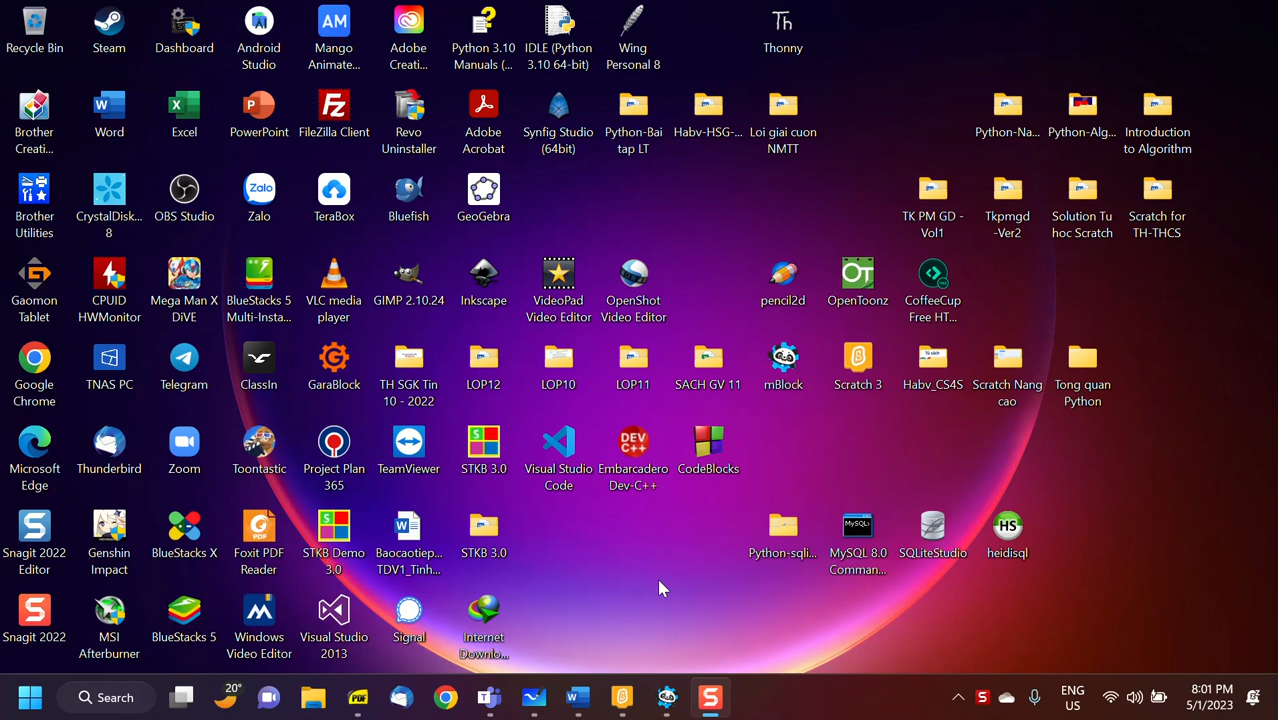 Recycle Bin
Steam
Dashboard
Android
Studio
AM
Mango
Animate...
Adobe
Creati...
Python 3.10
Manuals (...
IDLE (Python
3.10 64-bit)
Wing
Personal 8
Th
Thonny
Brother
Creati...
Word
Excel
PowerPoint
FileZilla Client
Revo
Uninstaller
Adobe
Acrobat
Synfig Studio
(64bit)
Python-Bai
tap LT
Habv-HSG-...
Loi giai cuon
NMTT
Python-Na...
Python-Alg...
Introduction
to Algorithm
Brother
Utilities
CrystalDisk...
8
OBS Studio
Zalo
Zalo
TeraBox
Bluefish
GeoGebra
TK PM GD -
Vol1
Tkpmgd
-Ver2
Solution Tu
hoc Scratch
Scratch for
TH-THCS
Gaomon
Tablet
CPUID
HWMonitor
Mega Man X
DiVE
BlueStacks 5
Multi-Insta...
VLC media
player
GIMP 2.10.24
Inkscape
VideoPad
Video Editor
OpenShot
Video Editor
pencil2d
OT
OpenToonz
CoffeeCup
Free HT...
Google
Chrome
TNAS PC
Telegram
ClassIn
GaraBlock
TH SGK Tin
10 - 2022
LOP12
LOP10
LOP11
SACH GV 11
mBlock
Scratch 3
Habv_CS4S
Scratch Nang
cao
Tong quan
Python
Microsoft
Edge
Thunderbird
Zoom
Toontastic
Project Plan
365
TeamViewer
STKB 3.0
Visual Studio
Code
DEV
C++
Embarcadero
Dev-C++
CodeBlocks
Snagit 2022
Editor
Genshin
Impact
BlueStacks X
PDF
Foxit PDF
Reader
STKB Demo
3.0
Baocaotiep...
TDV1_Tinh...
STKB 3.0
Python-sqli...
MySQL>
MySQL 8.0
Comman...
SQLiteStudio
HS
heidisql
Snagit 2022
MSI
Afterburner
BlueStacks 5
Windows
Video Editor
Visual Studio
2013
Signal
Internet
Downlo...
Search
20°
PDF
ENG
US
8:01 PM
5/1/2023